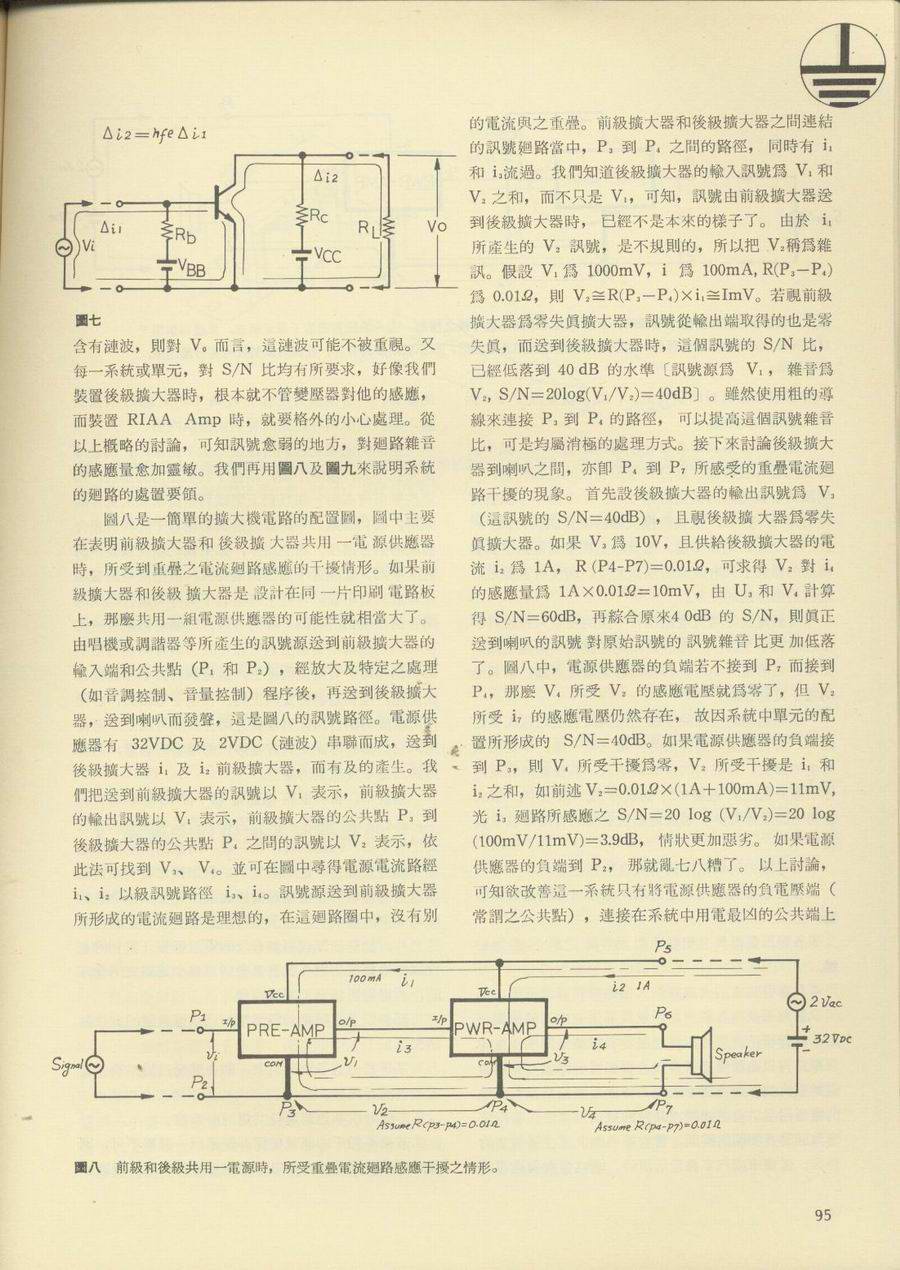 Δi2=hfeΔi1
Δi2
Δi1
Rb
Rc
RL
Vo
Vi
VBB
VCC
圖七
含有漣波，則對 V。而言，這漣波可能不被重視。又
每一系統或單元，對 S/N 比均有所要求，好像我們
裝置後級擴大器時，根本就不管變壓器對他的感應，
而裝置 RIAA Amp 時，就要格外的小心處理。從
以上概略的討論，可知訊號愈弱的地方，對廻路雜音
的感應量愈加靈敏。我們再用圖八及圖九來說明系統
的廻路的處置要領。
圖八是一簡單的擴大機電路的配置圖，圖中主要
在表明前級擴大器和 後級擴 大器共用 一電 源供應器
時，所受到重疊之電流廻路感應的干擾情形。如果前
級擴大器和後級 擴大器是 設計在同 一片印刷 電路板
上，那麼共用一組電源供應器的可能性就相當大了。
由唱機或調諧器等所產生的訊號源送到前級擴大器的
輸入端和公共點（P₁ 和 P₂），經放大及特定之處理
（如音調控制、音量控制）程序後，再送到後級擴大
器，送到喇叭而發聲，這是圖八的訊號路徑。電源供
應器有 32VDC 及 2VDC（漣波）串聯而成，送到
後級擴大器 i₁ 及 i₂ 前級擴大器，而有及的產生。我
們把送到前級擴大器的訊號以 V₁ 表示，前級擴大器
的輸出訊號以 V₁ 表示，前級擴大器的公共點 P₃ 到
後級擴大器的公共點 P₄ 之間的訊號以 V₂ 表示，依
此法可找到 V₃、 V₄。並可在圖中尋得電源電流路經
i₁、i₂ 以級訊號路徑 i₃、i₄。訊號源送到前級擴大器
所形成的電流廻路是理想的，在這廻路圈中，沒有別
的電流與之重疊。前級擴大器和後級擴大器之間連結
的訊號廻路當中，P₃ 到 P₄ 之間的路徑，同時有 i₁
和 i₃流過。我們知道後級擴大器的輸入訊號爲 V₁ 和
V₂ 之和，而不只是 V₁，可知，訊號由前級擴大器送
到後級擴大器時，已經不是本來的樣子了。由於 i₁
所產生的 V₂ 訊號，是不規則的，所以把 V₂稱爲雜
訊。假設 V₁ 爲 1000mV，i 爲 100mA, R(P₃－P₄)
爲 0.01Ω，則 V₂≅R(P₃－P₄)×i₁≅ImV。若視前級
擴大器爲零失眞擴大器，訊號從輸出端取得的也是零
失眞，而送到後級擴大器時，這個訊號的 S/N 比，
已經低落到 40 dB 的水準〔訊號源爲 V₁， 雜音爲
V₂, S/N=20log(V₁/V₂)=40dB〕。雖然使用粗的導
線來連接 P₃ 到 P₄ 的路徑， 可以提高這個訊號雜音
比，可是均屬消極的處理方式。接下來討論後級擴大
器到喇叭之間，亦卽 P₄ 到 P₇ 所感受的重疊電流廻
路干擾的現象。 首先設後級擴大器的輸出訊號爲 V₃
（這訊號的 S/N=40dB）， 且視後級擴 大器爲零失
眞擴大器。如果 V₃ 爲 10V，且供給後級擴大器的電
流 i₂ 爲 1A， R (P4-P7)=0.01Ω，可求得 V₂ 對 i₄
的感應量爲 1A×0.01Ω=10mV，由 U₃ 和 V₄ 計算
得 S/N=60dB，再綜合原來4 0dB 的 S/N，則眞正
送到喇叭的訊號 對原始訊號的 訊號雜音 比更 加低落
了。圖八中，電源供應器的負端若不接到 P₇ 而接到
P₄，那麼 V₄ 所受 V₂ 的感應電壓就爲零了，但 V₂
所受 i₇ 的感應電壓仍然存在， 故因系統中單元的配
置所形成的 S/N=40dB。如果電源供應器的負端接
到 P₃，則 V₄ 所受干擾爲零，V₂ 所受干擾是 i₁ 和
i₂ 之和，如前述 V₂=0.01Ω×(1A+100mA)=11mV,
光 i₃ 廻路所感應之 S/N=20 log (V₁/V₂)=20 log
(100mV/11mV)=3.9dB， 情狀更加惡劣。 如果電源
供應器的負端到 P₂， 那就亂七八糟了。 以上討論，
可知欲改善這一系統只有將電源供應器的負電壓端（
常謂之公共點），連接在系統中用電最凶的公共端上
P5
100mA i1
i2 1A
Vcc
Vcc
2Vac
P1
I/P
PRE-AMP
O/P
I/P
PWR-AMP
O/P
P6
+
32VDC
−
Signal
Vi
COM
V1
i3
COM
V3
i4
Speaker
P2
P3
V2
P4
V4
P7
Assume R(P3-P4)=0.01Ω
Assume R(P4-P7)=0.01Ω
圖八 前級和後級共用一電源時，所受重疊電流廻路感應干擾之情形。
95